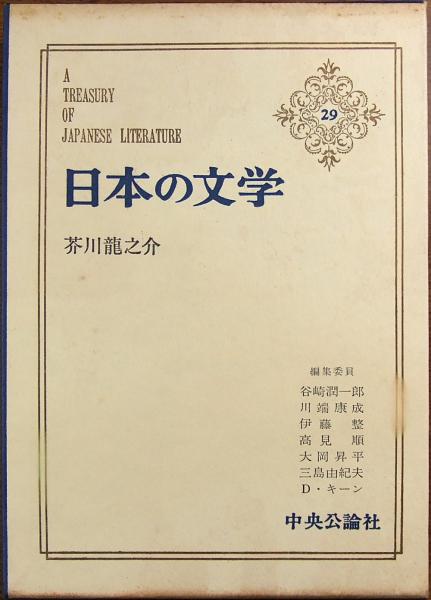 A
TREASURY
OF
JAPANESE LITERATURE
29
日本の文学
芥川龍之介
編集委員
谷崎潤一郎
川端康成
伊藤 整
高見 順
大岡昇平
三島由紀夫
D・キーン
中央公論社